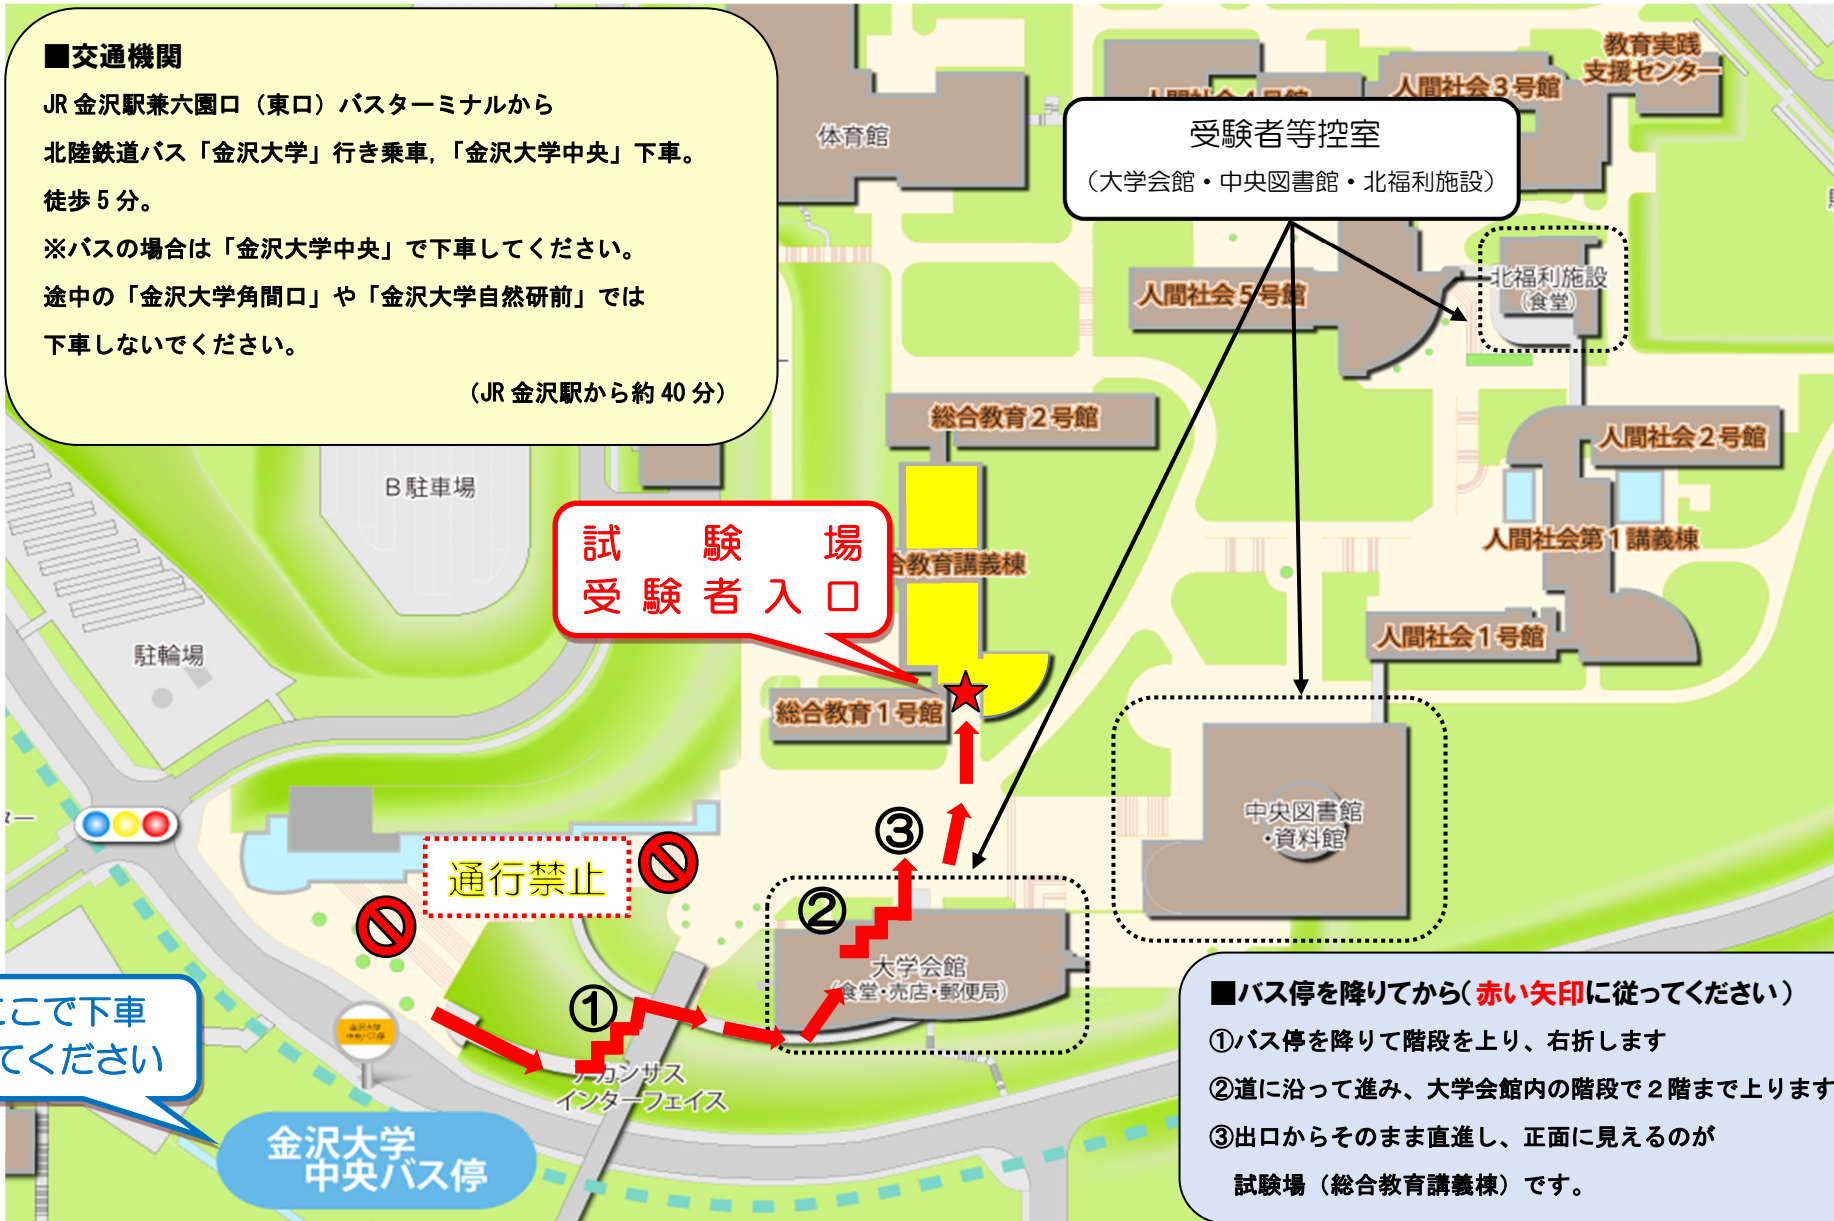 ■交通機関
JR 金沢駅兼六園口（東口）バスターミナルから
北陸鉄道バス「金沢大学」行き乗車，「金沢大学中央」下車。
徒歩 5 分。
※バスの場合は「金沢大学中央」で下車してください。
途中の「金沢大学角間口」や「金沢大学自然研前」では
下車しないでください。
（JR 金沢駅から約 40 分）
体育館
人間社会3号館
教育実践
支援センター
受験者等控室
（大学会館・中央図書館・北福利施設）
人間社会5号館
北福利施設
（食堂）
総合教育2号館
人間社会2号館
B駐車場
試験場
受験者入口
合教育講義棟
人間社会第1講義棟
人間社会1号館
駐輪場
総合教育1号館
中央図書館
・資料館
通行禁止
③
②
①
大学会館
（食堂・売店・郵便局）
ここで下車
てください
金沢大学
中央バス停
アカンサス
インターフェイス
金沢大学
中央バス停
■バス停を降りてから（赤い矢印に従ってください）
①バス停を降りて階段を上り、右折します
②道に沿って進み、大学会館内の階段で２階まで上ります
③出口からそのまま直進し、正面に見えるのが
試験場（総合教育講義棟）です。